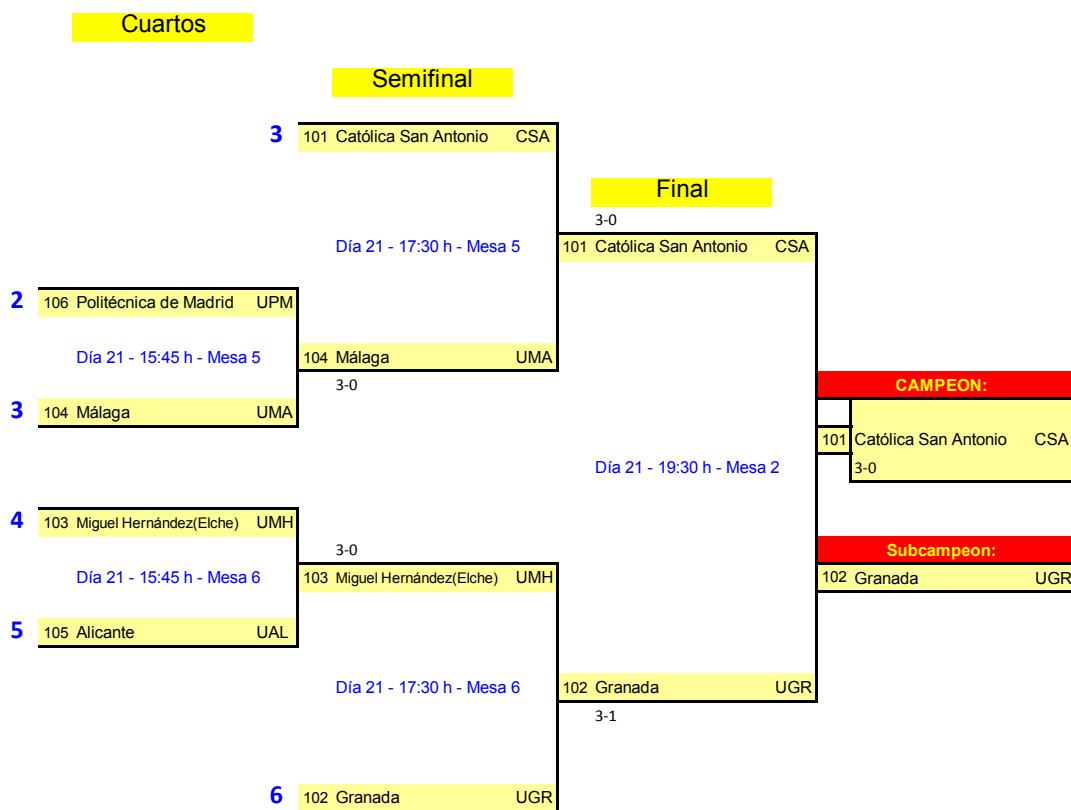 Cuartos
Semifinal
3 101 Católica San Antonio CSA
Final
3-0
Día 21 - 17:30 h - Mesa 5
101 Católica San Antonio CSA
2 106 Politécnica de Madrid UPM
Día 21 - 15:45 h - Mesa 5
104 Málaga UMA
3-0
CAMPEON:
3 104 Málaga UMA
101 Católica San Antonio CSA
Día 21 - 19:30 h - Mesa 2
3-0
4 103 Miguel Hernández(Elche) UMH
3-0
Subcampeon:
Día 21 - 15:45 h - Mesa 6
103 Miguel Hernández(Elche) UMH
102 Granada UGR
5 105 Alicante UAL
Día 21 - 17:30 h - Mesa 6
102 Granada UGR
3-1
6 102 Granada UGR